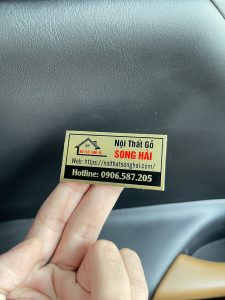 Nội Thất Gỗ
SONG HẢI
Web: https://noithatsonghai.com/
Hotline: 0906.587.205